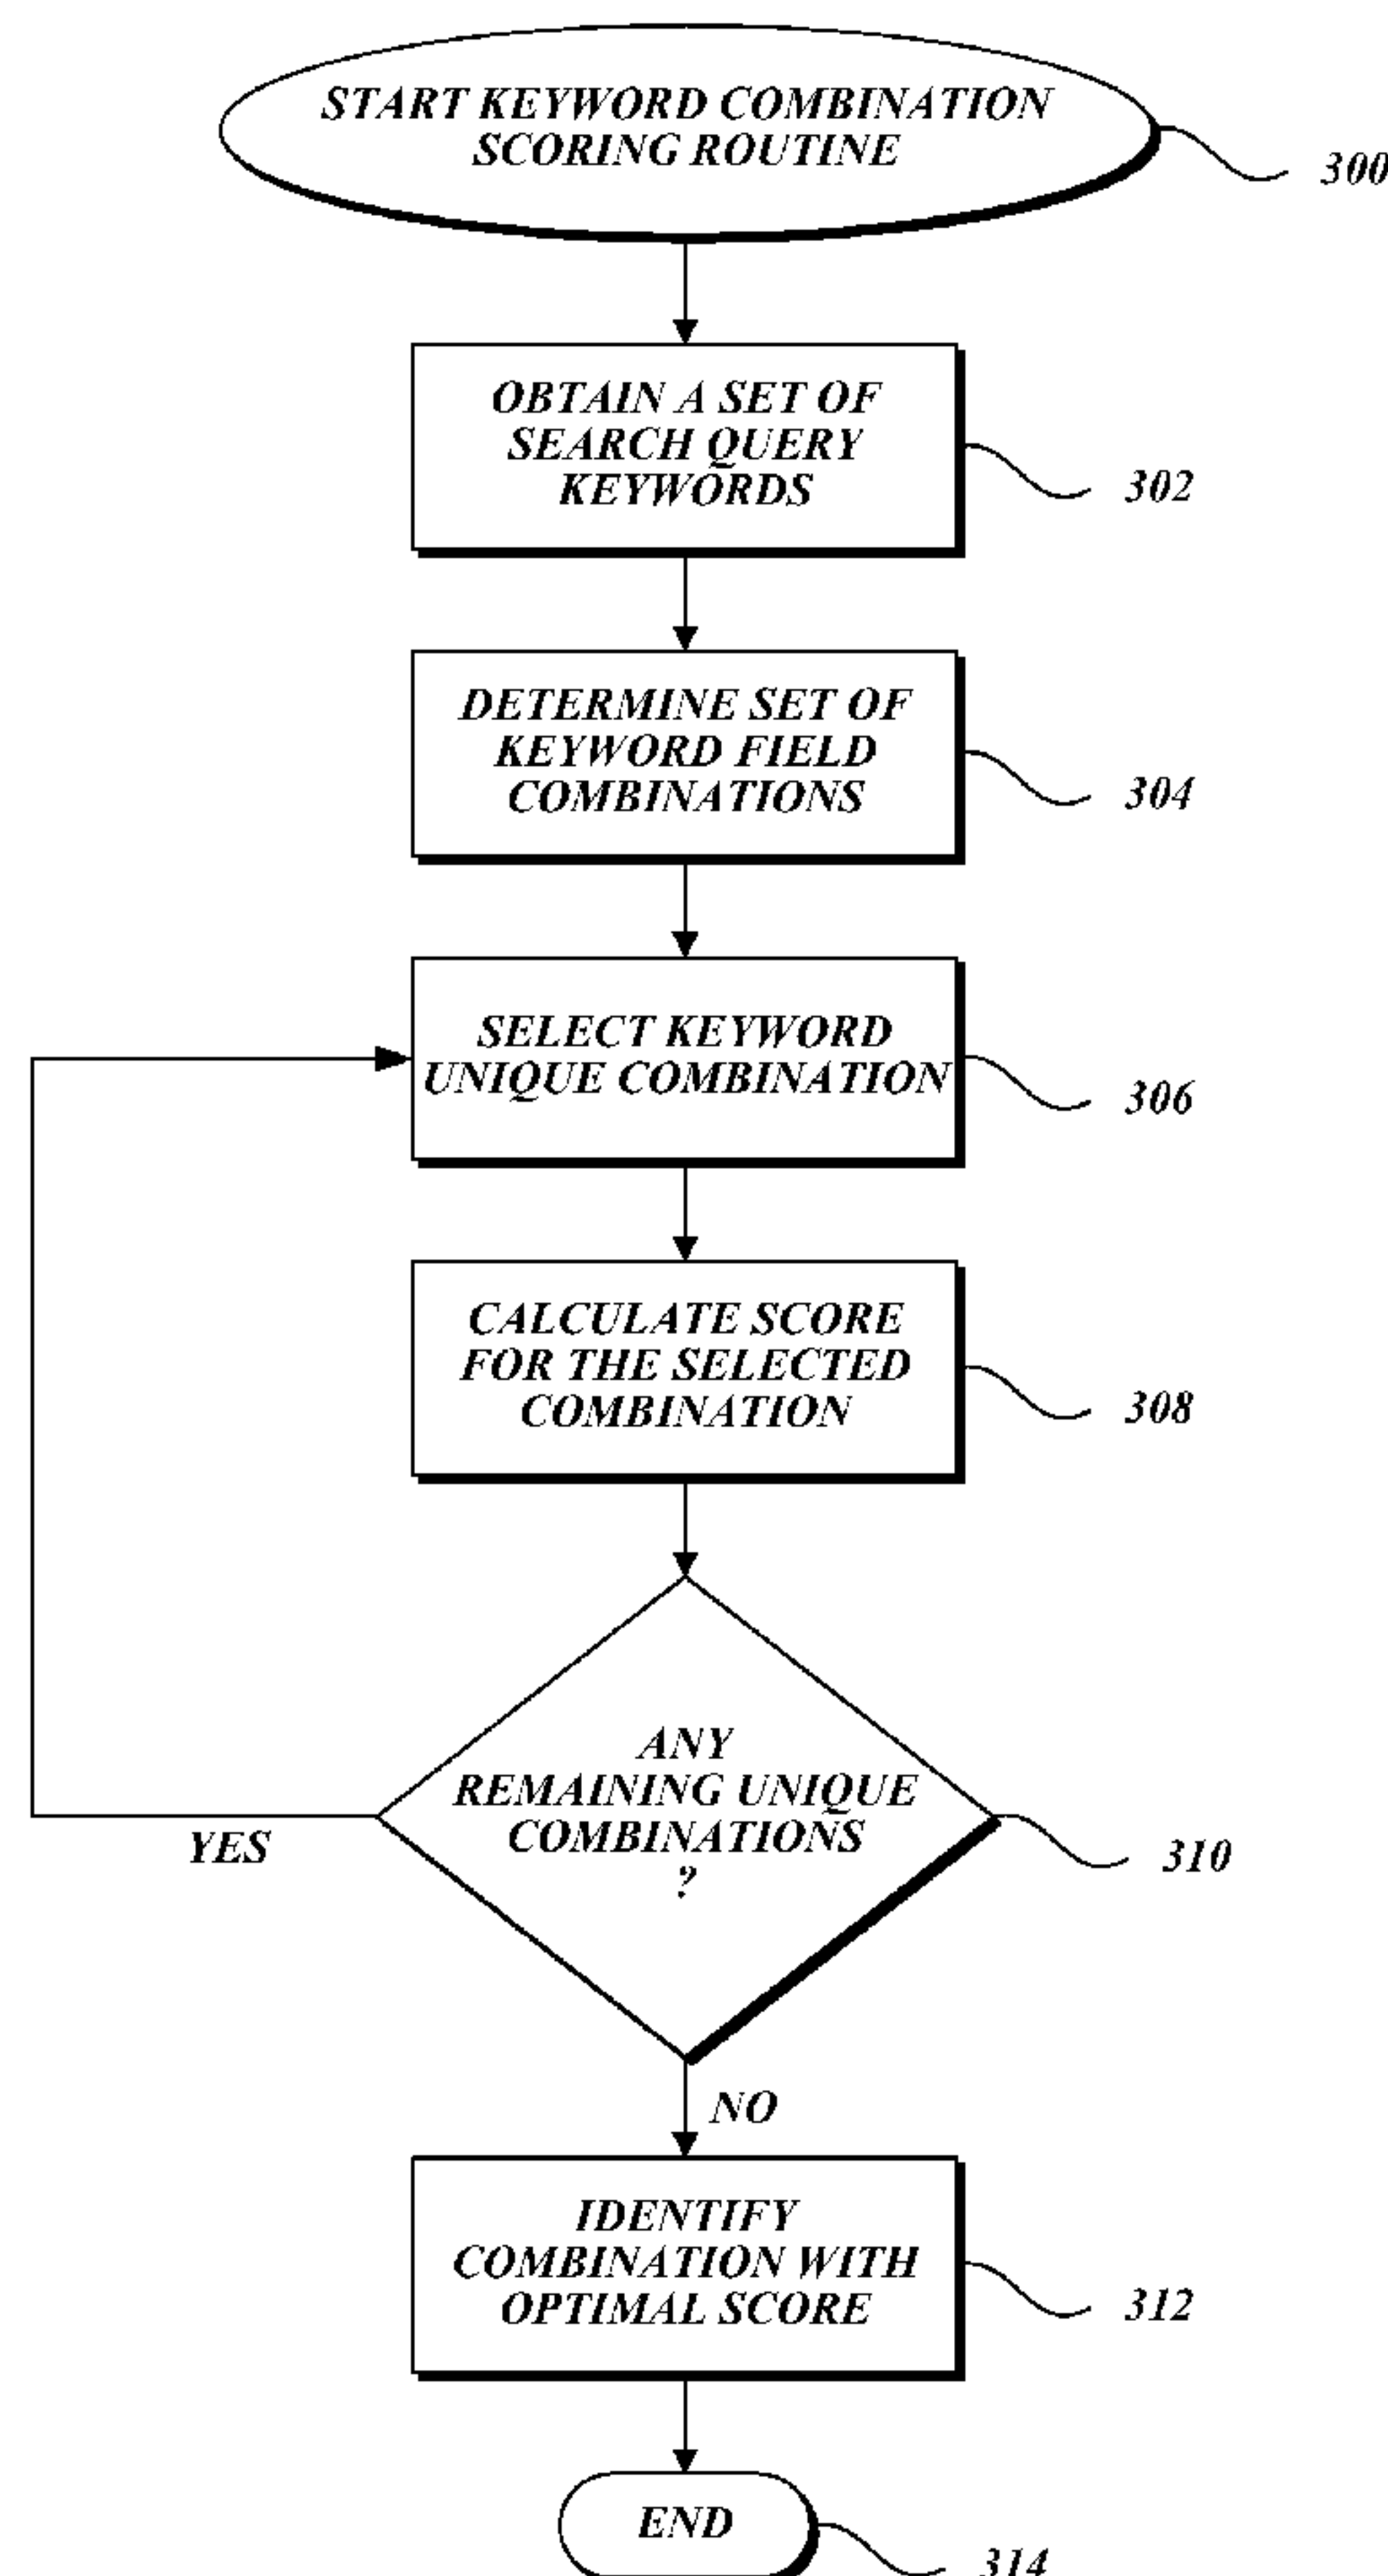 START KEYWORD COMBINATION
SCORING ROUTINE
300
OBTAIN A SET OF
SEARCH QUERY
KEYWORDS
302
DETERMINE SET OF
KEYWORD FIELD
COMBINATIONS
304
SELECT KEYWORD
UNIQUE COMBINATION
306
CALCULATE SCORE
FOR THE SELECTED
COMBINATION
308
ANY
REMAINING UNIQUE
COMBINATIONS
?
310
YES
NO
IDENTIFY
COMBINATION WITH
OPTIMAL SCORE
312
END
314